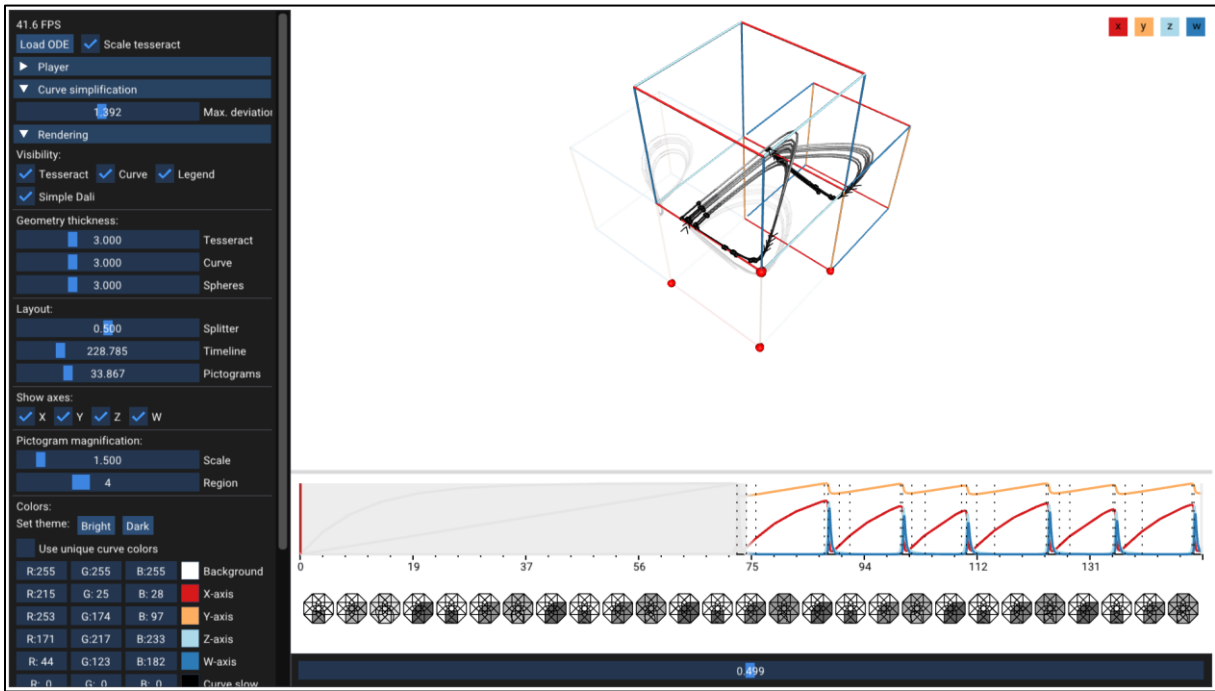 41.6 FPS
Load ODE Scale tesseract
Player
Curve simplification
1.392 Max. deviation
Rendering
Visibility:
Tesseract Curve Legend
Simple Dali
Geometry thickness:
3.000 Tesseract
3.000 Curve
3.000 Spheres
Layout:
0.500 Splitter
228.785 Timeline
33.867 Pictograms
Show axes:
X Y Z W
Pictogram magnification:
1.500 Scale
4 Region
Colors:
Set theme: Bright Dark
Use unique curve colors
R:255 G:255 B:255 Background
R:215 G: 25 B: 28 X-axis
R:253 G:174 B: 97 Y-axis
R:171 G:217 B:233 Z-axis
R: 44 G:123 B:182 W-axis
R: 0 G: 0 B: 0 Curve slow
x y z w
0 19 37 56 75 94 112 131
0.499